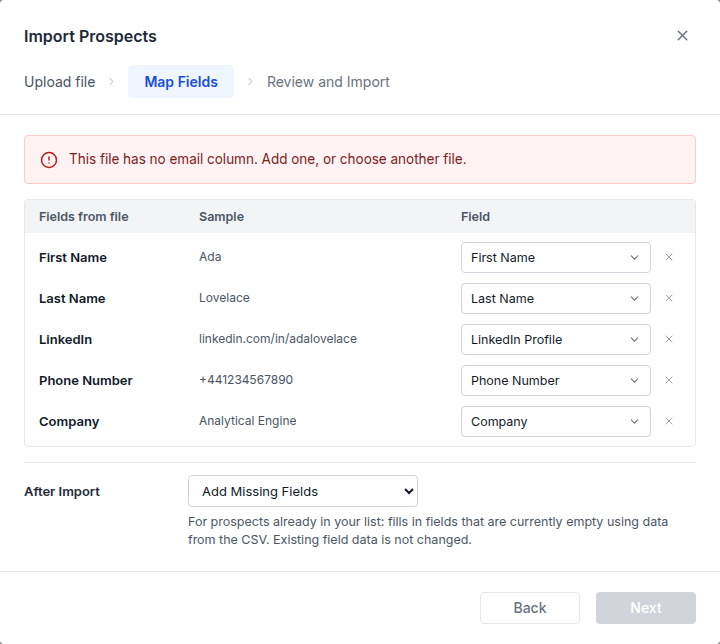 Import Prospects
Upload file
Map Fields
Review and Import
This file has no email column. Add one, or choose another file.
Fields from file Sample Field
First Name Ada First Name
Last Name Lovelace Last Name
LinkedIn linkedin.com/in/adalovelace LinkedIn Profile
Phone Number +441234567890 Phone Number
Company Analytical Engine Company
After Import Add Missing Fields
For prospects already in your list: fills in fields that are currently empty using data
from the CSV. Existing field data is not changed.
Back Next